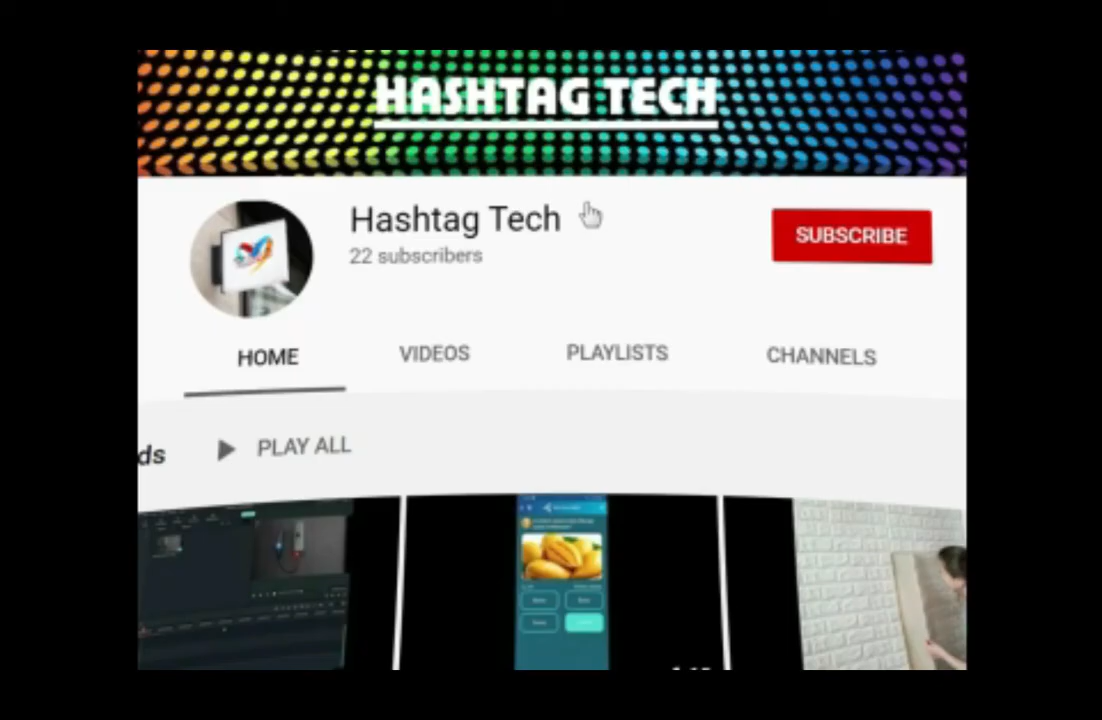 HASHTAG TECH
Hashtag Tech
22 subscribers
SUBSCRIBE
HOME
VIDEOS
PLAYLISTS
CHANNELS
ds
PLAY ALL